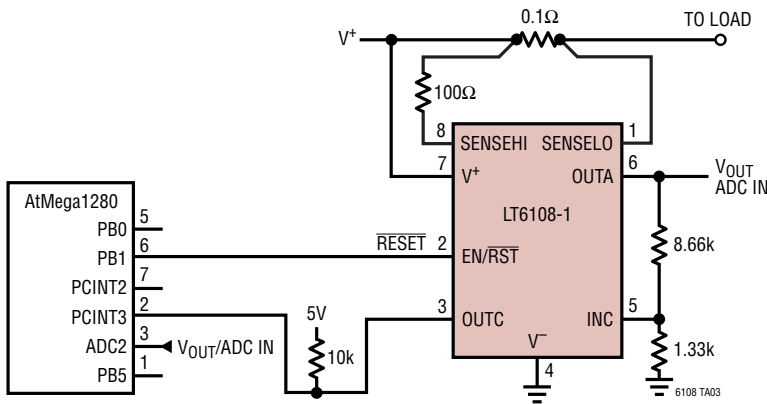 0.1Ω
TO LOAD
V+
100Ω
8
SENSEHI
SENSELO
1
7
V+
OUTA
6
VOUT
ADC IN
LT6108-1
AtMega1280
PB0
5
PB1
6
RESET
2
EN/RST
8.66k
PCINT2
7
PCINT3
2
5V
3
OUTC
INC
5
ADC2
3
VOUT/ADC IN
10k
V–
1.33k
PB5
1
4
6108 TA03